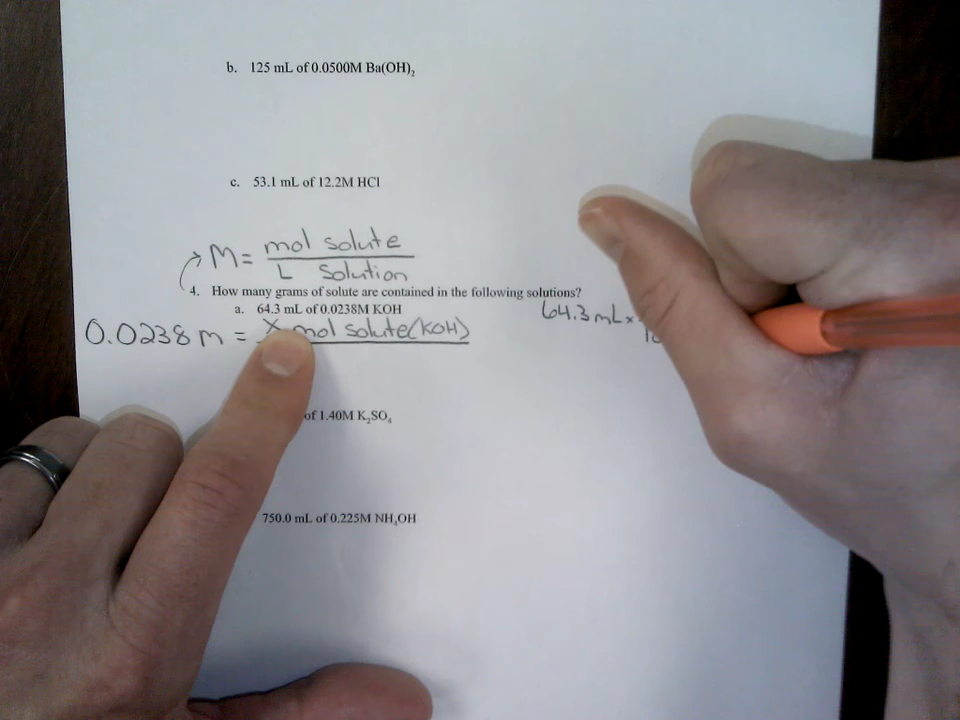 b. 125 mL of 0.0500M Ba(OH)₂
c. 53.1 mL of 12.2M HCl
M = mol solute
L Solution
4. How many grams of solute are contained in the following solutions?
a. 64.3 mL of 0.0238M KOH
64.3 mL ×
0.0238 M = X mol solute (KOH)
of 1.40M K₂SO₄
750.0 mL of 0.225M NH₄OH